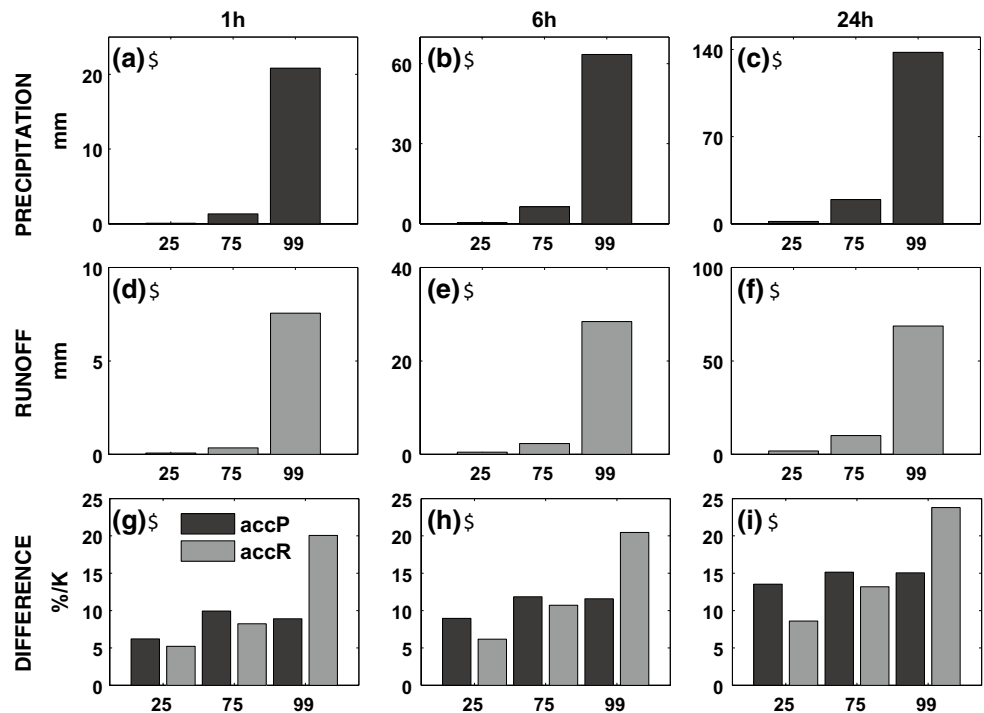 1h 6h 24h
PRECIPITATION
mm
(a) $
20
10
0
25 75 99
(b) $
60
30
0
25 75 99
(c) $
140
70
0
25 75 99
RUNOFF
mm
(d) $
10
5
0
25 75 99
(e) $
40
20
0
25 75 99
(f) $
100
50
0
25 75 99
DIFFERENCE
%/K
(g) $
accP
accR
25
20
15
10
5
0
25 75 99
(h) $
25
20
15
10
5
0
25 75 99
(i) $
25
20
15
10
5
0
25 75 99